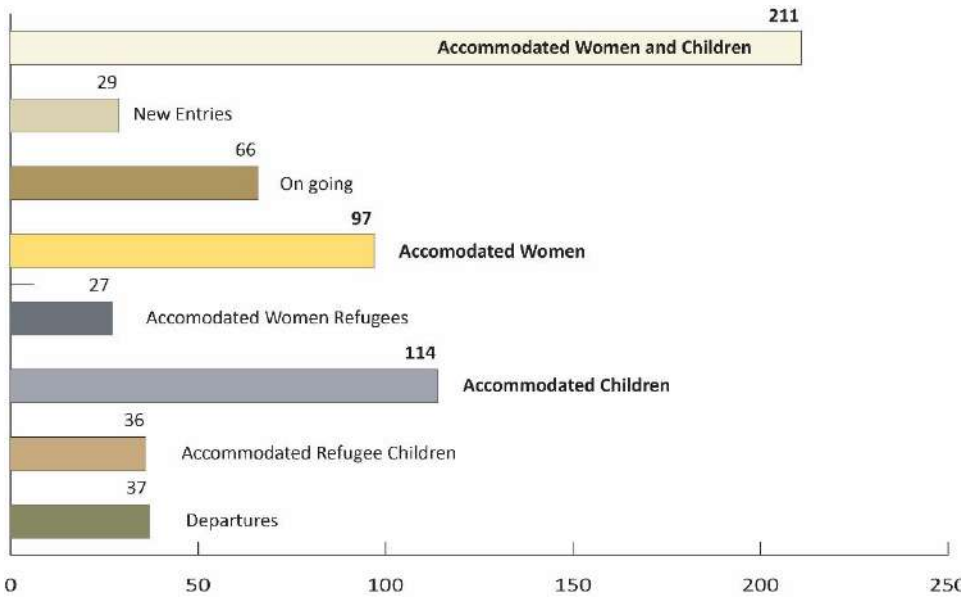 211
Accommodated Women and Children
29
New Entries
66
On going
97
Accomodated Women
27
Accomodated Women Refugees
114
Accommodated Children
36
Accommodated Refugee Children
37
Departures
0 50 100 150 200 250